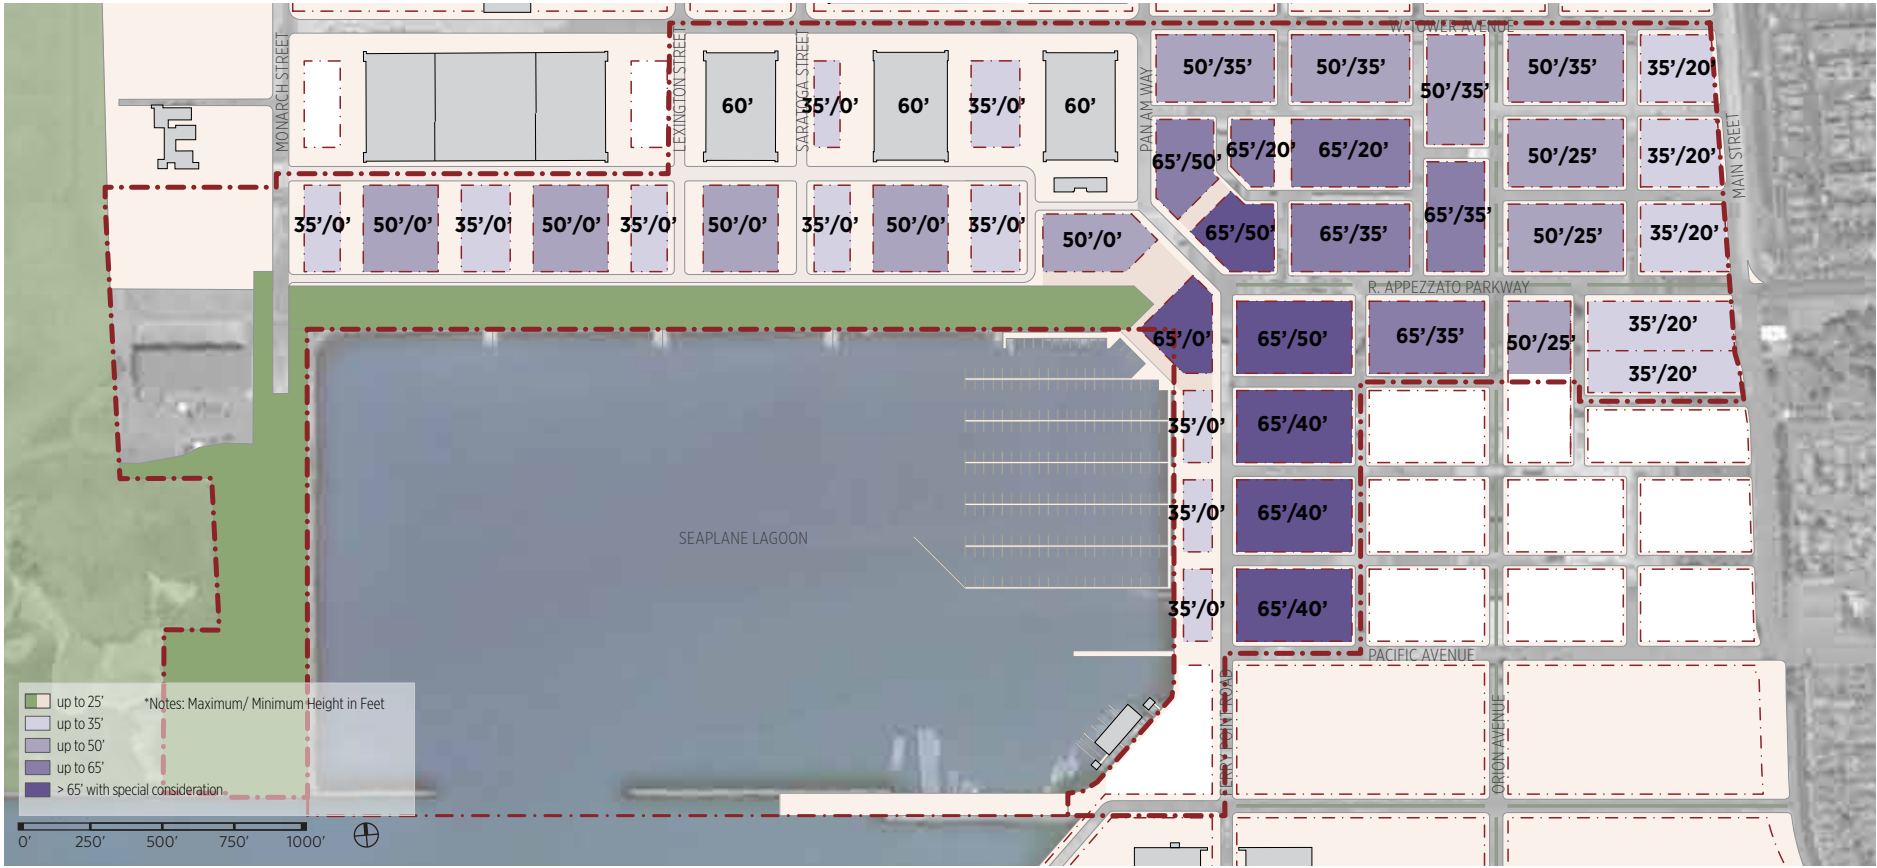 W. TOWER AVENUE
MONARCH STREET
LEXINGTON STREET
SARATOGA STREET
PAN AM WAY
MAIN STREET
60’
35’/0’
60’
35’/0’
60’
50’/35’
50’/35’
50’/35’
50’/35’
35’/20’
65’/50’
65’/20’
65’/20’
50’/25’
35’/20’
35’/0’
50’/0’
35’/0’
50’/0’
35’/0’
50’/0’
35’/0’
50’/0’
35’/0’
50’/0’
65’/50’
65’/35’
65’/35’
50’/25’
35’/20’
R. APPEZZATO PARKWAY
65’/0’
65’/50’
65’/35’
50’/25’
35’/20’
35’/20’
35’/0’
65’/40’
35’/0’
65’/40’
SEAPLANE LAGOON
35’/0’
65’/40’
PACIFIC AVENUE
FERRY POINT ROAD
ORION AVENUE
*Notes: Maximum/ Minimum Height in Feet
up to 25’
up to 35’
up to 50’
up to 65’
> 65’ with special consideration
0’ 250’ 500’ 750’ 1000’